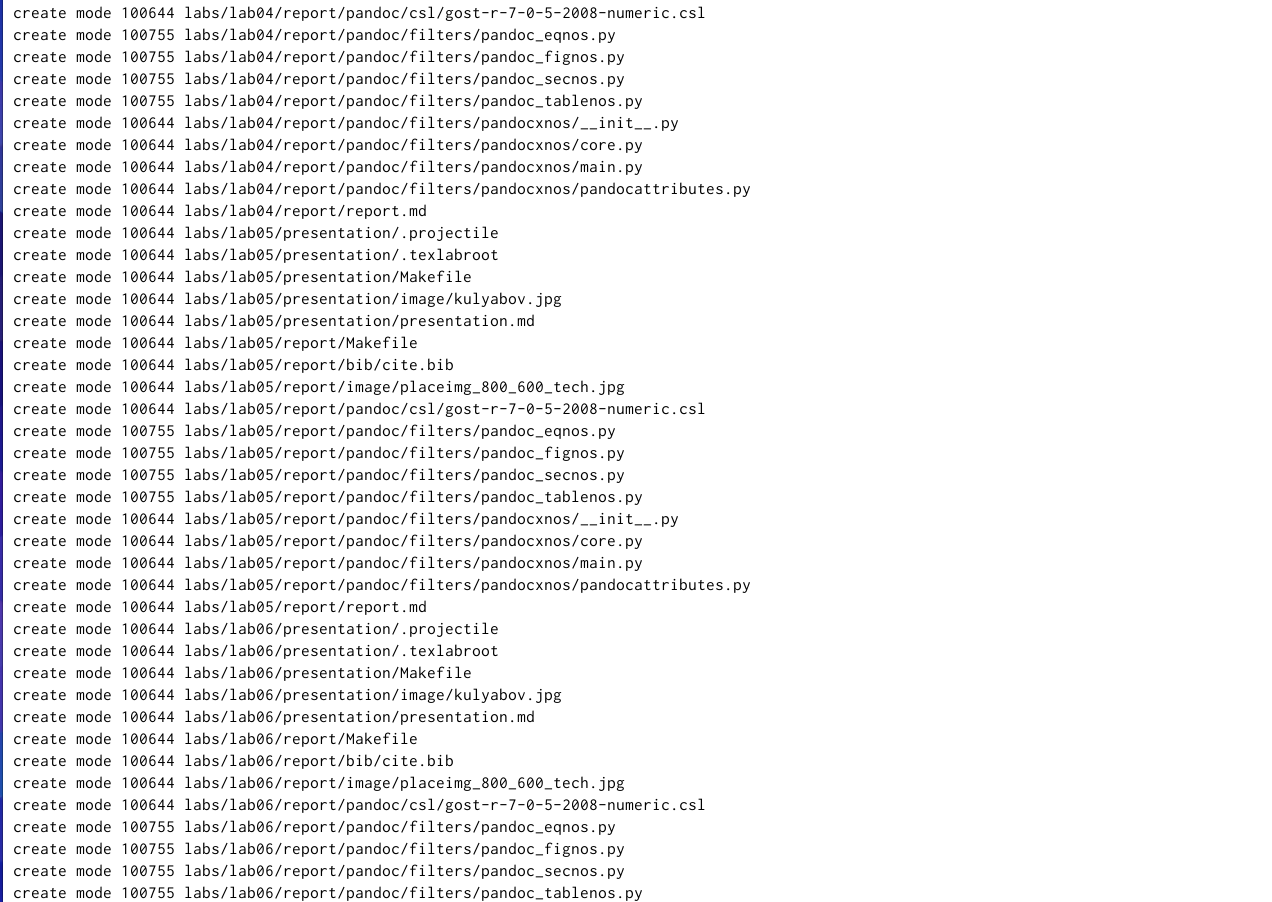 create mode 100644 labs/lab04/report/pandoc/csl/gost-r-7-0-5-2008-numeric.csl
create mode 100755 labs/lab04/report/pandoc/filters/pandoc_eqnos.py
create mode 100755 labs/lab04/report/pandoc/filters/pandoc_fignos.py
create mode 100755 labs/lab04/report/pandoc/filters/pandoc_secnos.py
create mode 100755 labs/lab04/report/pandoc/filters/pandoc_tablenos.py
create mode 100644 labs/lab04/report/pandoc/filters/pandocxnos/__init__.py
create mode 100644 labs/lab04/report/pandoc/filters/pandocxnos/core.py
create mode 100644 labs/lab04/report/pandoc/filters/pandocxnos/main.py
create mode 100644 labs/lab04/report/pandoc/filters/pandocxnos/pandocattributes.py
create mode 100644 labs/lab04/report/report.md
create mode 100644 labs/lab05/presentation/.projectile
create mode 100644 labs/lab05/presentation/.texlabroot
create mode 100644 labs/lab05/presentation/Makefile
create mode 100644 labs/lab05/presentation/image/kulyabov.jpg
create mode 100644 labs/lab05/presentation/presentation.md
create mode 100644 labs/lab05/report/Makefile
create mode 100644 labs/lab05/report/bib/cite.bib
create mode 100644 labs/lab05/report/image/placeimg_800_600_tech.jpg
create mode 100644 labs/lab05/report/pandoc/csl/gost-r-7-0-5-2008-numeric.csl
create mode 100755 labs/lab05/report/pandoc/filters/pandoc_eqnos.py
create mode 100755 labs/lab05/report/pandoc/filters/pandoc_fignos.py
create mode 100755 labs/lab05/report/pandoc/filters/pandoc_secnos.py
create mode 100755 labs/lab05/report/pandoc/filters/pandoc_tablenos.py
create mode 100644 labs/lab05/report/pandoc/filters/pandocxnos/__init__.py
create mode 100644 labs/lab05/report/pandoc/filters/pandocxnos/core.py
create mode 100644 labs/lab05/report/pandoc/filters/pandocxnos/main.py
create mode 100644 labs/lab05/report/pandoc/filters/pandocxnos/pandocattributes.py
create mode 100644 labs/lab05/report/report.md
create mode 100644 labs/lab06/presentation/.projectile
create mode 100644 labs/lab06/presentation/.texlabroot
create mode 100644 labs/lab06/presentation/Makefile
create mode 100644 labs/lab06/presentation/image/kulyabov.jpg
create mode 100644 labs/lab06/presentation/presentation.md
create mode 100644 labs/lab06/report/Makefile
create mode 100644 labs/lab06/report/bib/cite.bib
create mode 100644 labs/lab06/report/image/placeimg_800_600_tech.jpg
create mode 100644 labs/lab06/report/pandoc/csl/gost-r-7-0-5-2008-numeric.csl
create mode 100755 labs/lab06/report/pandoc/filters/pandoc_eqnos.py
create mode 100755 labs/lab06/report/pandoc/filters/pandoc_fignos.py
create mode 100755 labs/lab06/report/pandoc/filters/pandoc_secnos.py
create mode 100755 labs/lab06/report/pandoc/filters/pandoc_tablenos.py